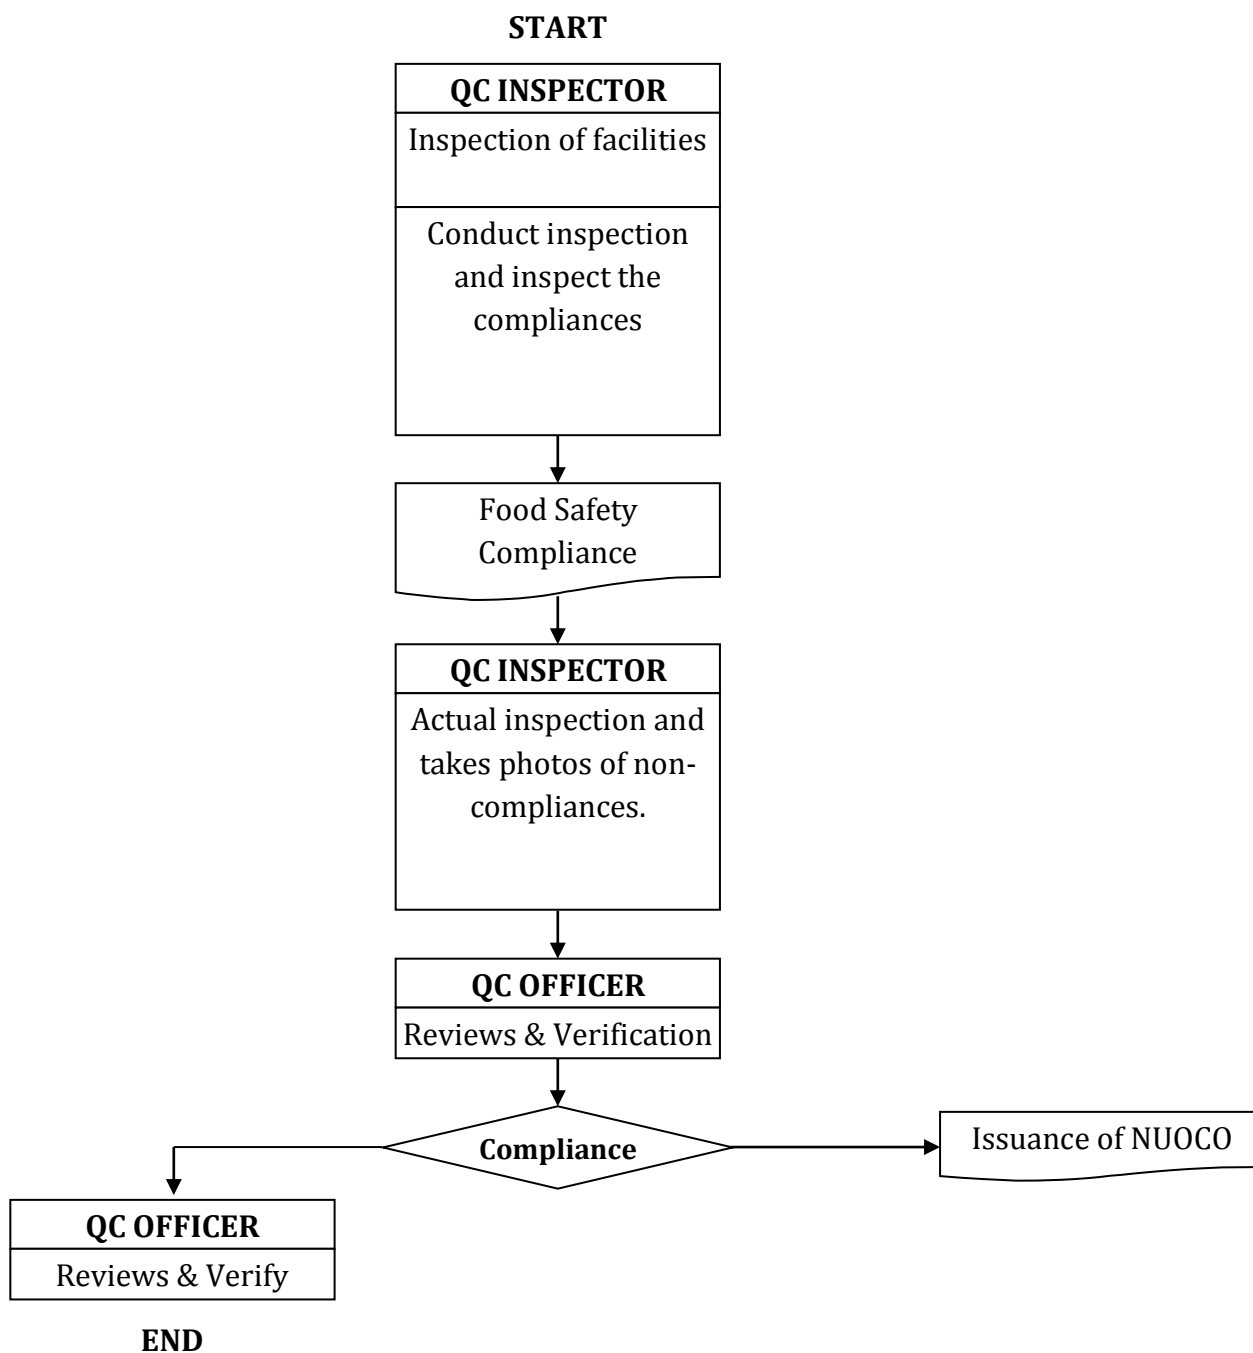 START
QC INSPECTOR
Inspection of facilities
Conduct inspection
and inspect the
compliances
Food Safety
Compliance
QC INSPECTOR
Actual inspection and
takes photos of non-
compliances.
QC OFFICER
Reviews & Verification
Compliance
Issuance of NUOCO
QC OFFICER
Reviews & Verify
END